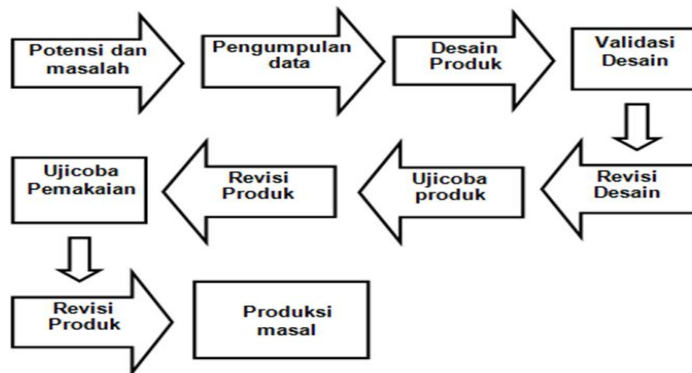 Potensi dan
masalah
Pengumpulan
data
Desain
Produk
Validasi
Desain
Revisi
Desain
Ujicoba
produk
Revisi
Produk
Ujicoba
Pemakaian
Revisi
Produk
Produksi
masal